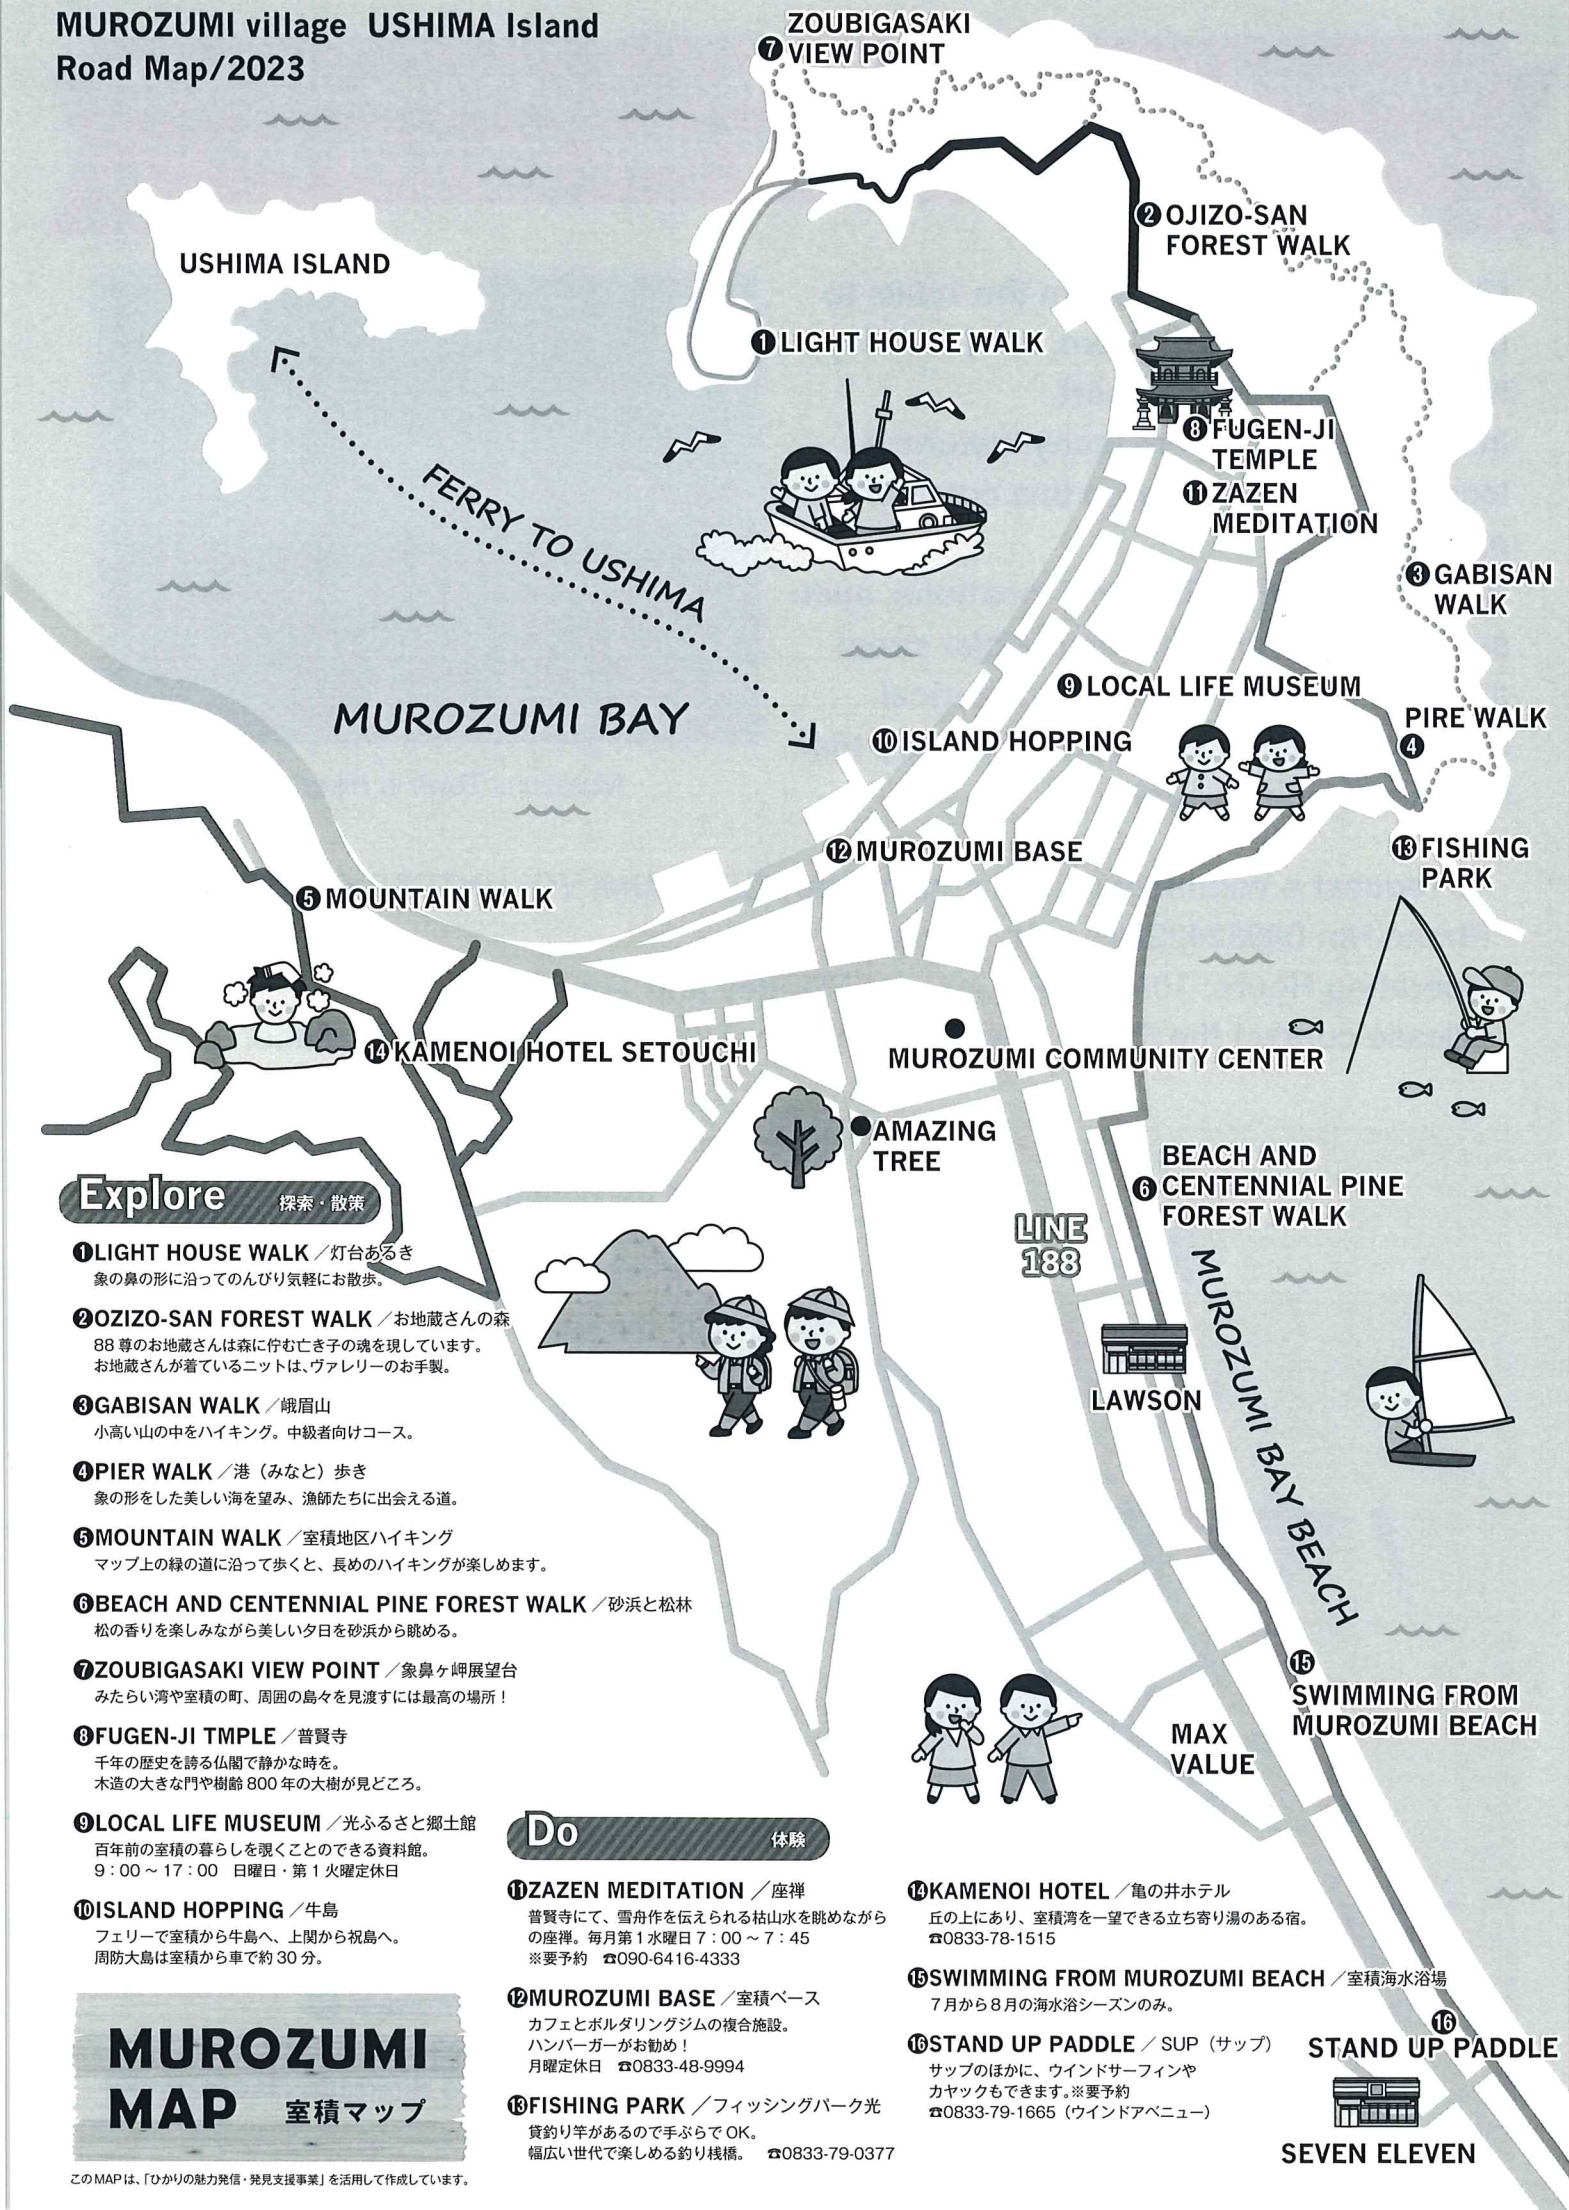 MUROZUMI village USHIMA Island
Road Map/2023
ZOUBIGASAKI
❼VIEW POINT
❷OJIZO-SAN
FOREST WALK
USHIMA ISLAND
❶LIGHT HOUSE WALK
❽FUGEN-JI
TEMPLE
⓫ZAZEN
MEDITATION
FERRY TO USHIMA
❸GABISAN
WALK
❾LOCAL LIFE MUSEUM
MUROZUMI BAY
PIRE WALK
❹
❿ISLAND HOPPING
⓬MUROZUMI BASE
⓭FISHING
PARK
❺MOUNTAIN WALK
⓮KAMENOI HOTEL SETOUCHI
MUROZUMI COMMUNITY CENTER
AMAZING
TREE
BEACH AND
❻CENTENNIAL PINE
FOREST WALK
LINE
188
MUROZUMI BAY BEACH
LAWSON
⓯
SWIMMING FROM
MUROZUMI BEACH
MAX
VALUE
⓰
STAND UP PADDLE
SEVEN ELEVEN
Explore 探索・散策
❶LIGHT HOUSE WALK／灯台あるき
象の鼻の形に沿ってのんびり気軽にお散歩。
❷OZIZO-SAN FOREST WALK／お地蔵さんの森
88尊のお地蔵さんは森に佇む亡き子の魂を現しています。
お地蔵さんが着ているニットは、ヴァレリーのお手製。
❸GABISAN WALK／峨眉山
小高い山の中をハイキング。中級者向けコース。
❹PIER WALK／港（みなと）歩き
象の形をした美しい海を望み、漁師たちに出会える道。
❺MOUNTAIN WALK／室積地区ハイキング
マップ上の緑の道に沿って歩くと、長めのハイキングが楽しめます。
❻BEACH AND CENTENNIAL PINE FOREST WALK／砂浜と松林
松の香りを楽しみながら美しい夕日を砂浜から眺める。
❼ZOUBIGASAKI VIEW POINT／象鼻ヶ岬展望台
みたらい湾や室積の町、周囲の島々を見渡すには最高の場所！
❽FUGEN-JI TMPLE／普賢寺
千年の歴史を誇る仏閣で静かな時を。
木造の大きな門や樹齢800年の大樹が見どころ。
❾LOCAL LIFE MUSEUM／光ふるさと郷土館
百年前の室積の暮らしを覗くことのできる資料館。
9：00～17：00　日曜日・第1火曜定休日
❿ISLAND HOPPING／牛島
フェリーで室積から牛島へ、上関から祝島へ。
周防大島は室積から車で約30分。
MUROZUMI
MAP 室積マップ
このMAPは、「ひかりの魅力発信・発見支援事業」を活用して作成しています。
Do 体験
⓫ZAZEN MEDITATION／座禅
普賢寺にて、雪舟作を伝えられる枯山水を眺めながら
の座禅。毎月第1水曜日7：00～7：45
※要予約　☎090-6416-4333
⓬MUROZUMI BASE／室積ベース
カフェとボルダリングジムの複合施設。
ハンバーガーがお勧め！
月曜定休日　☎0833-48-9994
⓭FISHING PARK／フィッシングパーク光
貸釣り竿があるので手ぶらでOK。
幅広い世代で楽しめる釣り桟橋。　☎0833-79-0377
⓮KAMENOI HOTEL／亀の井ホテル
丘の上にあり、室積湾を一望できる立ち寄り湯のある宿。
☎0833-78-1515
⓯SWIMMING FROM MUROZUMI BEACH／室積海水浴場
7月から8月の海水浴シーズンのみ。
⓰STAND UP PADDLE／SUP（サップ）
サップのほかに、ウインドサーフィンや
カヤックもできます。※要予約
☎0833-79-1665（ウインドアベニュー）